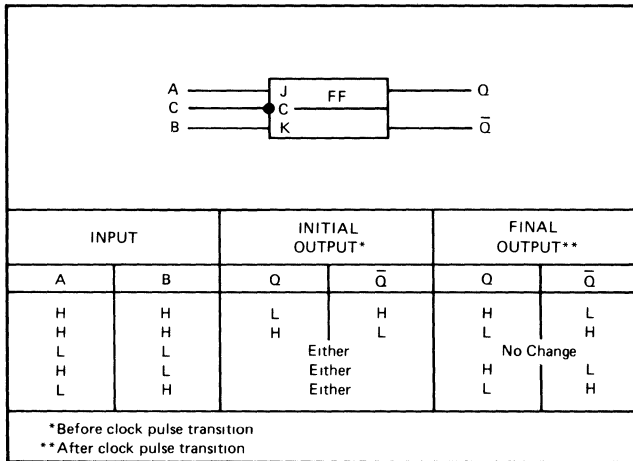 A J FF Q
C C
B K Q̄
INPUT INITIAL OUTPUT* FINAL OUTPUT**
A B Q Q̄ Q Q̄
H H L H H L
H H H L L H
L L Either No Change
H L Either H L
L H Either L H
*Before clock pulse transition
**After clock pulse transition